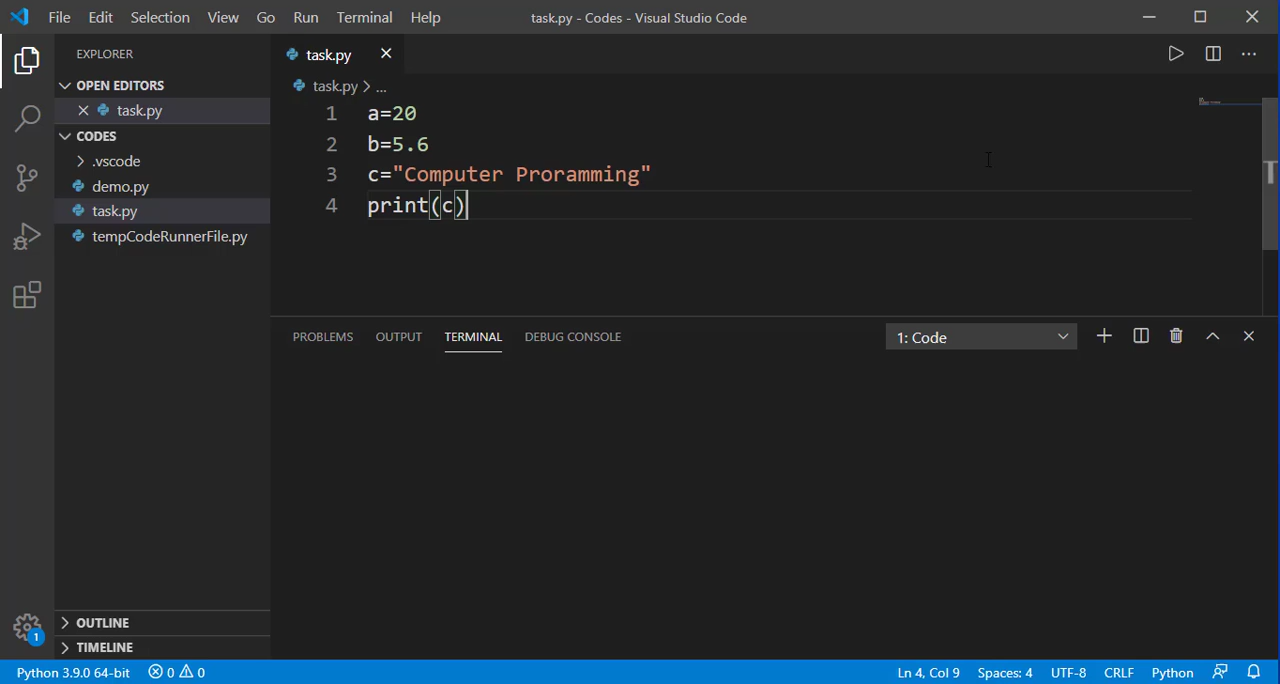 File Edit Selection View Go Run Terminal Help task.py - Codes - Visual Studio Code
EXPLORER
OPEN EDITORS
task.py
CODES
.vscode
demo.py
task.py
tempCodeRunnerFile.py
OUTLINE
TIMELINE
task.py
task.py > ...
1 a=20
2 b=5.6
3 c="Computer Proramming"
4 print(c)
PROBLEMS OUTPUT TERMINAL DEBUG CONSOLE 1: Code
1
Python 3.9.0 64-bit 0 0 Ln 4, Col 9 Spaces: 4 UTF-8 CRLF Python